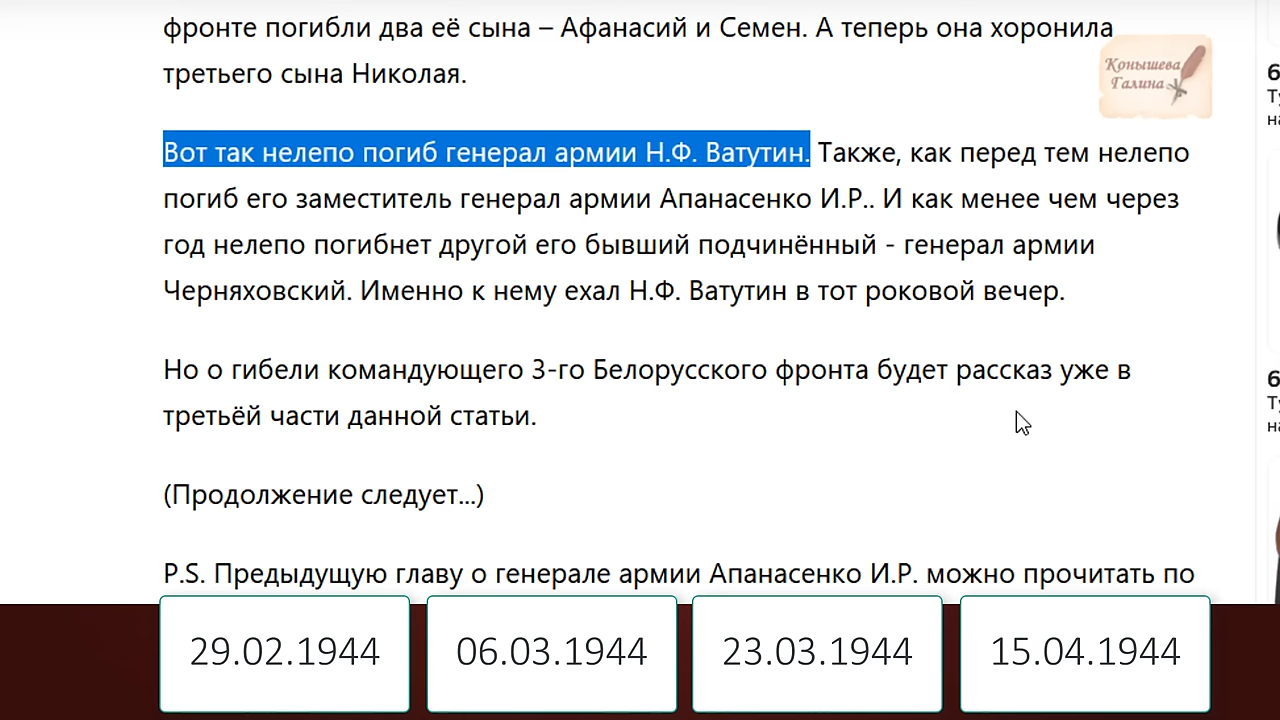 фронте погибли два её сына – Афанасий и Семен. А теперь она хоронила
третьего сына Николая.
Конышева
Галина
Вот так нелепо погиб генерал армии Н.Ф. Ватутин. Также, как перед тем нелепо
погиб его заместитель генерал армии Апанасенко И.Р.. И как менее чем через
год нелепо погибнет другой его бывший подчинённый - генерал армии
Черняховский. Именно к нему ехал Н.Ф. Ватутин в тот роковой вечер.
Но о гибели командующего 3-го Белорусского фронта будет рассказ уже в
третьей части данной статьи.
(Продолжение следует...)
P.S. Предыдущую главу о генерале армии Апанасенко И.Р. можно прочитать по
29.02.1944
06.03.1944
23.03.1944
15.04.1944